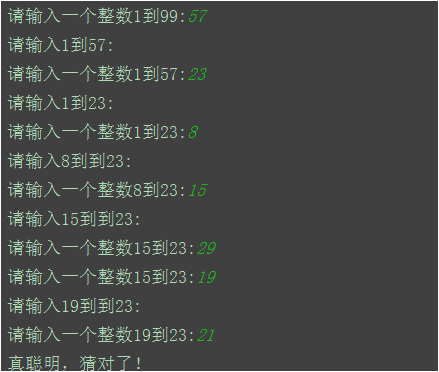 请输入一个整数1到99:57
请输入1到57:
请输入一个整数1到57:23
请输入1到23:
请输入一个整数1到23:8
请输入8到到23:
请输入一个整数8到23:15
请输入15到到23:
请输入一个整数15到23:29
请输入一个整数15到23:19
请输入19到到23:
请输入一个整数19到23:21
真聪明，猜对了!